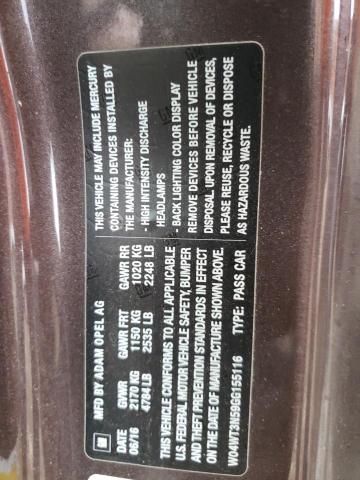 MFD BY ADAM OPEL AG
DATE GVWR GAWR FRT GAWR RR
06/16 2170 KG 1150 KG 1020 KG
4784 LB 2535 LB 2248 LB
THIS VEHICLE CONFORMS TO ALL APPLICABLE
U.S. FEDERAL MOTOR VEHICLE SAFETY, BUMPER
AND THEFT PREVENTION STANDARDS IN EFFECT
ON THE DATE OF MANUFACTURE SHOWN ABOVE.
W04WT3N59GG155116 TYPE: PASS CAR
THIS VEHICLE MAY INCLUDE MERCURY
CONTAINING DEVICES INSTALLED BY
THE MANUFACTURER:
- HIGH INTENSITY DISCHARGE
HEADLAMPS
- BACK LIGHTING COLOR DISPLAY
REMOVE DEVICES BEFORE VEHICLE
DISPOSAL. UPON REMOVAL OF DEVICES,
PLEASE REUSE, RECYCLE OR DISPOSE
AS HAZARDOUS WASTE.
GM